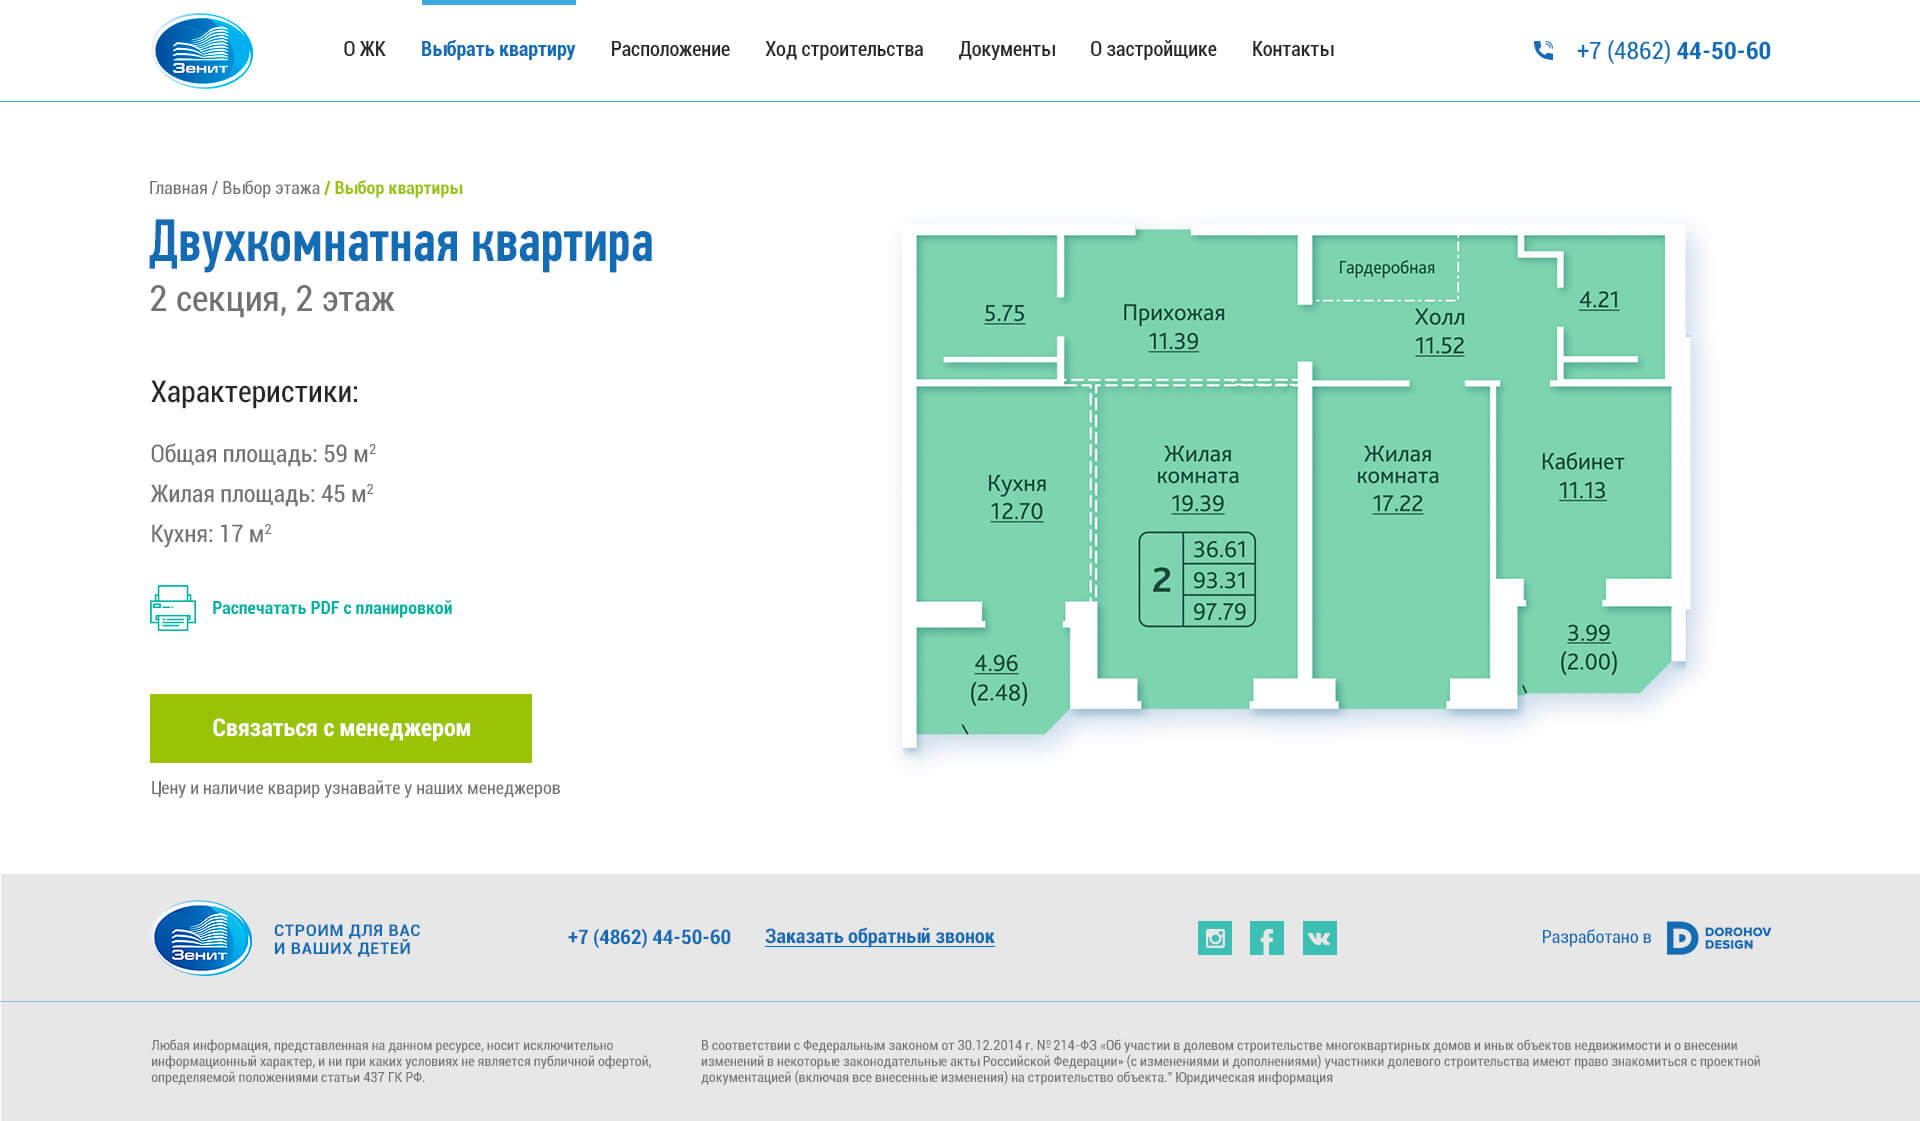 Зенит
О ЖК
Выбрать квартиру
Расположение
Ход строительства
Документы
О застройщике
Контакты
+7 (4862) 44-50-60
Главная / Выбор этажа / Выбор квартиры
Двухкомнатная квартира
2 секция, 2 этаж
Характеристики:
Общая площадь: 59 м²
Жилая площадь: 45 м²
Кухня: 17 м²
Распечатать PDF с планировкой
Связаться с менеджером
Цену и наличие кварир узнавайте у наших менеджеров
5.75
Прихожая
11.39
Гардеробная
Холл
11.52
4.21
Кухня
12.70
Жилая
комната
19.39
Жилая
комната
17.22
Кабинет
11.13
2
36.61
93.31
97.79
4.96
(2.48)
3.99
(2.00)
Зенит
СТРОИМ ДЛЯ ВАС
И ВАШИХ ДЕТЕЙ
+7 (4862) 44-50-60
Заказать обратный звонок
Разработано в
DOROHOV
DESIGN
Любая информация, представленная на данном ресурсе, носит исключительно
информационный характер, и ни при каких условиях не является публичной офертой,
определяемой положениями статьи 437 ГК РФ.
В соответствии с Федеральным законом от 30.12.2014 г. № 214-ФЗ «Об участии в долевом строительстве многоквартирных домов и иных объектов недвижимости и о внесении
изменений в некоторые законодательные акты Российской Федерации» (с изменениями и дополнениями) участники долевого строительства имеют право знакомиться с проектной
документацией (включая все внесенные изменения) на строительство объекта." Юридическая информация